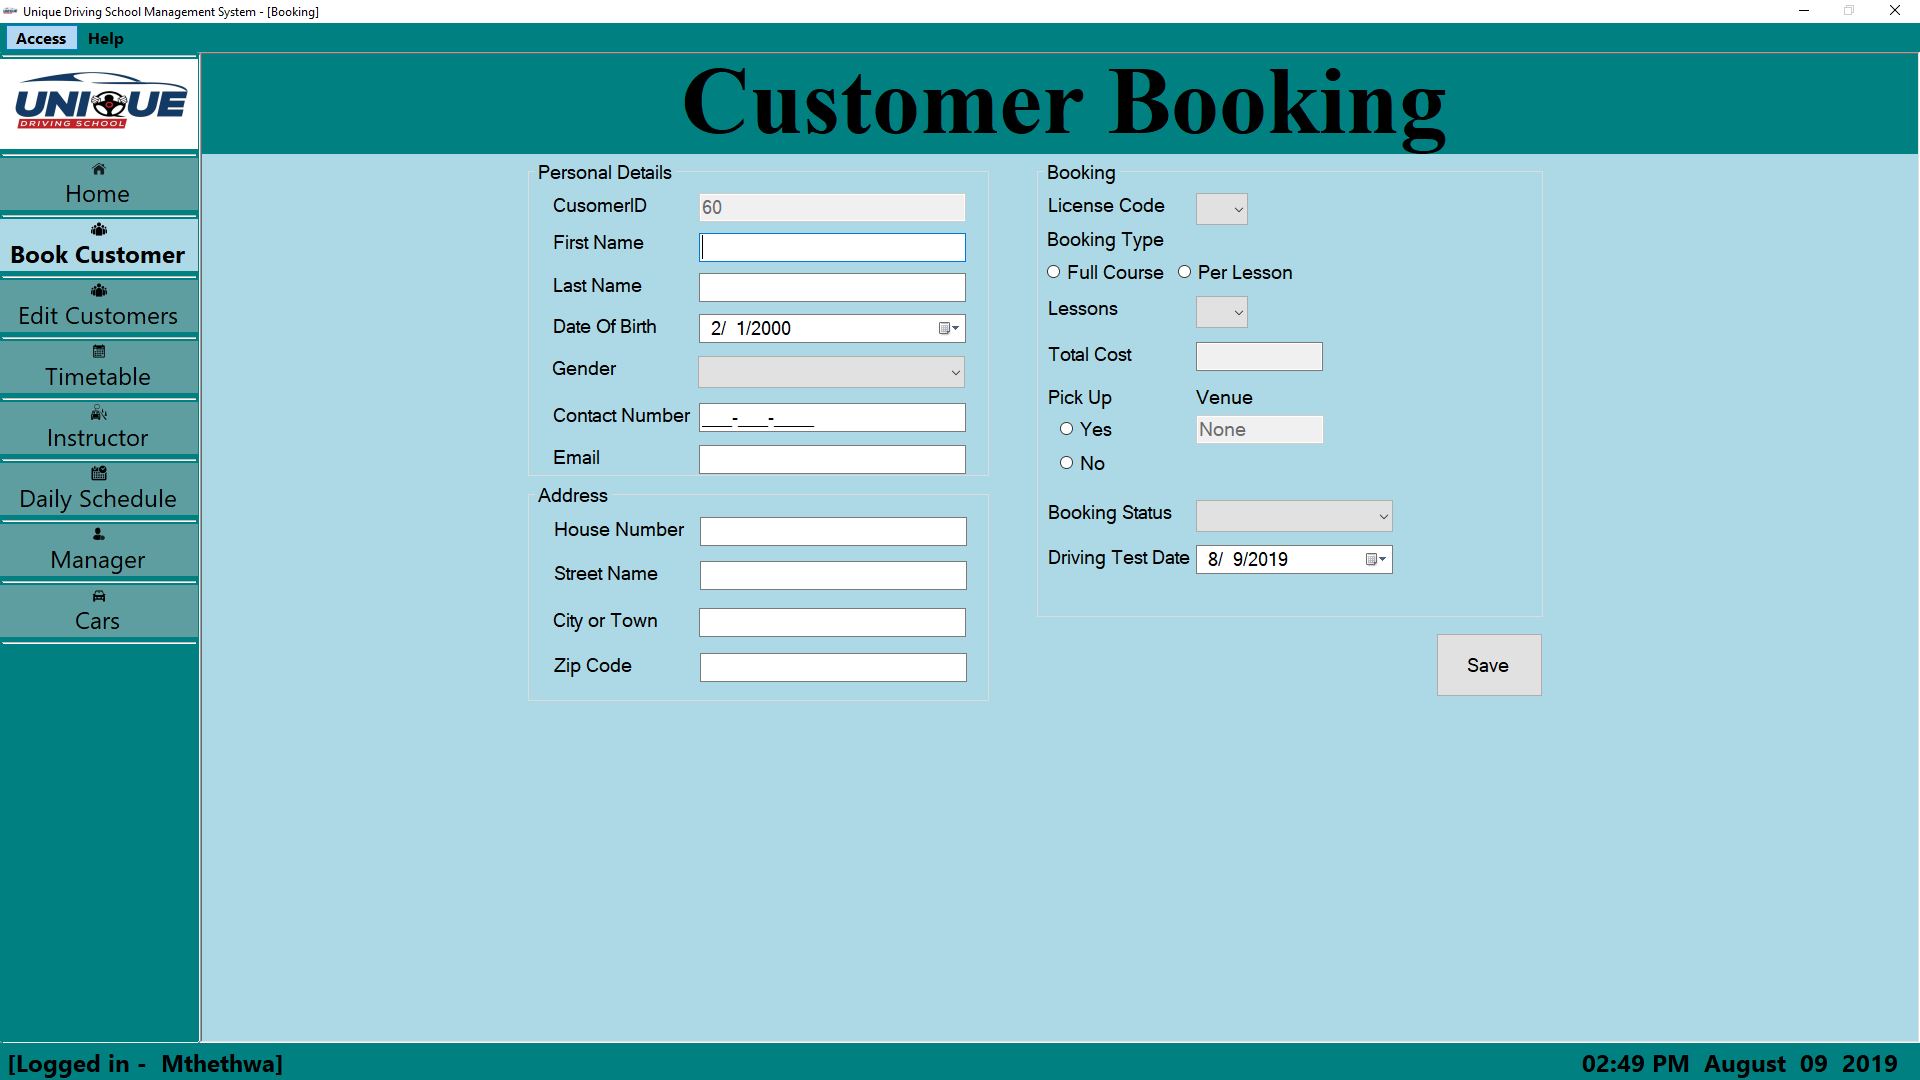 Unique Driving School Management System - [Booking]
Access Help
UNIQUE
DRIVING SCHOOL
Home
Book Customer
Edit Customers
Timetable
Instructor
Daily Schedule
Manager
Cars
Customer Booking
Personal Details
CusomerID 60
First Name
Last Name
Date Of Birth 2/ 1/2000
Gender
Contact Number ___-___-____
Email
Address
House Number
Street Name
City or Town
Zip Code
Booking
License Code
Booking Type
Full Course Per Lesson
Lessons
Total Cost
Pick Up Venue
Yes None
No
Booking Status
Driving Test Date 8/ 9/2019
Save
[Logged in - Mthethwa]
02:49 PM August 09 2019